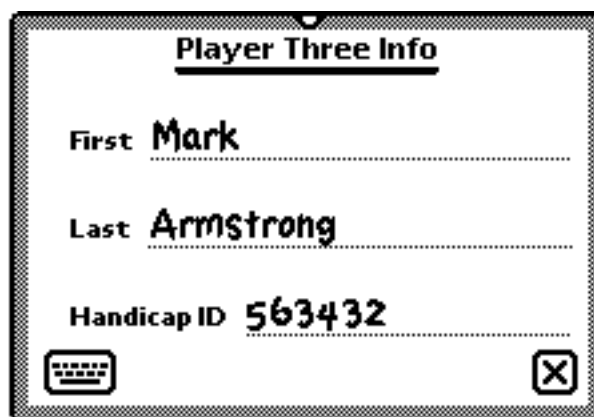 Player Three Info
First Mark
Last Armstrong
Handicap ID 563432